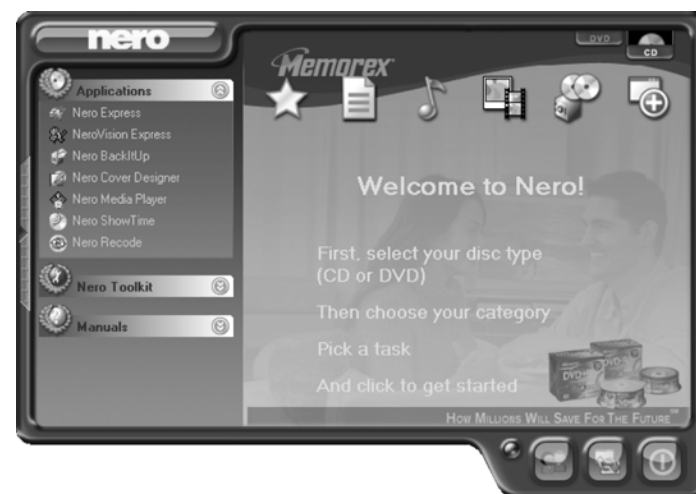 nero
DVD
CD
Memorex
Applications
Nero Express
NeroVision Express
Nero BackItUp
Nero Cover Designer
Nero Media Player
Nero ShowTime
Nero Recode
Nero Toolkit
Manuals
Welcome to Nero!
First, select your disc type
(CD or DVD)
Then choose your category
Pick a task
And click to get started
HOW MILLIONS WILL SAVE FOR THE FUTURE℠